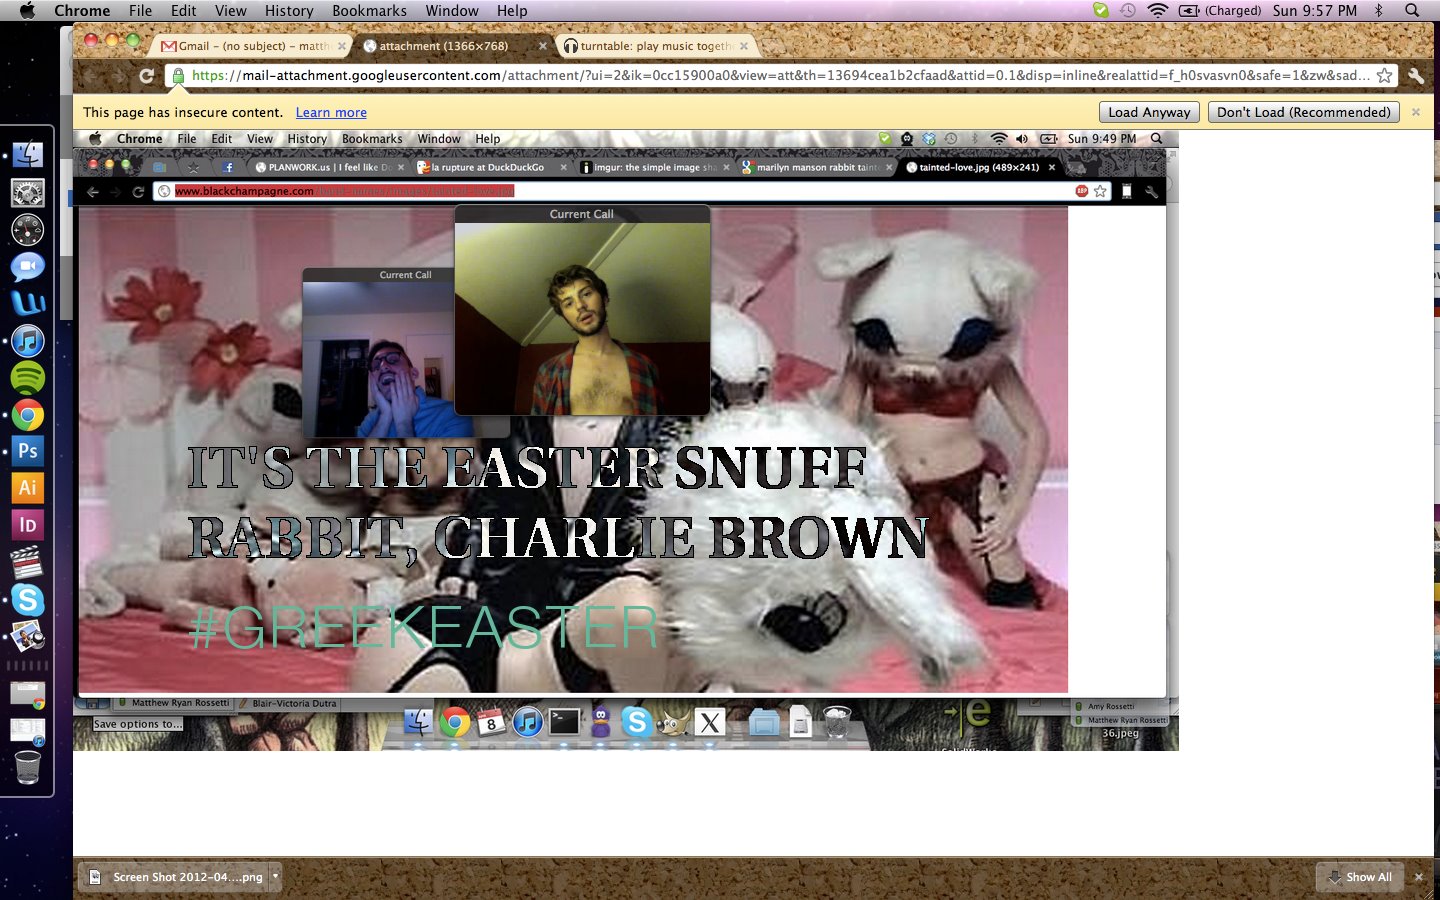 Chrome File Edit View History Bookmarks Window Help (Charged) Sun 9:57 PM
Gmail – (no subject) – matth attachment (1366×768) turntable: play music togeth
https://mail-attachment.googleusercontent.com/attachment/?ui=2&ik=0cc15900a0&view=att&th=13694cea1b2cfaad&attid=0.1&disp=inline&realattid=f_h0svasvn0&safe=1&zw&sad...
This page has insecure content. Learn more Load Anyway Don't Load (Recommended)
Chrome File Edit View History Bookmarks Window Help Sun 9:49 PM
PLANWORK.us | I feel like D la rupture at DuckDuckGo imgur: the simple image sha marilyn manson rabbit taint tainted-love.jpg (489×241)
www.blackchampagne.com
Current Call
Current Call
IT'S THE EASTER SNUFF
RABBIT, CHARLIE BROWN
#GREEKEASTER
Matthew Ryan Rossetti Blair-Victoria Dutra
Save options to...
8
X
e
Amy Rossetti
Matthew Ryan Rossetti
36.jpeg
Ps
Ai
Id
Screen Shot 2012-04....png Show All